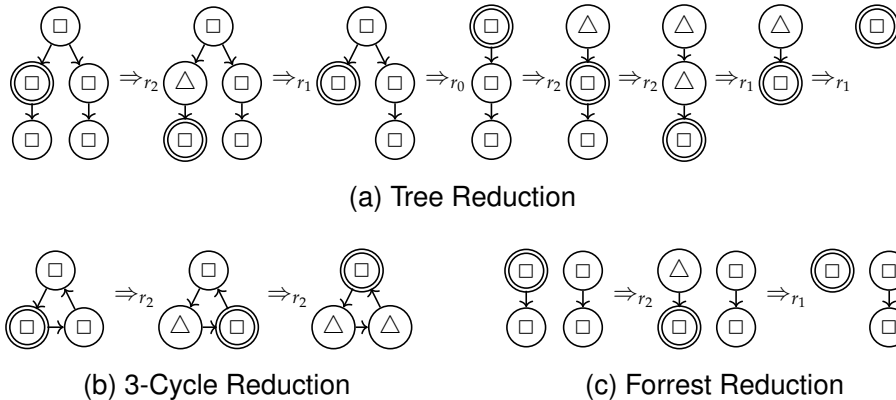 ⇒r2 ⇒r1 ⇒r0 ⇒r2 ⇒r2 ⇒r1 ⇒r1
(a) Tree Reduction
⇒r2 ⇒r2 ⇒r2 ⇒r1
(b) 3-Cycle Reduction
(c) Forrest Reduction